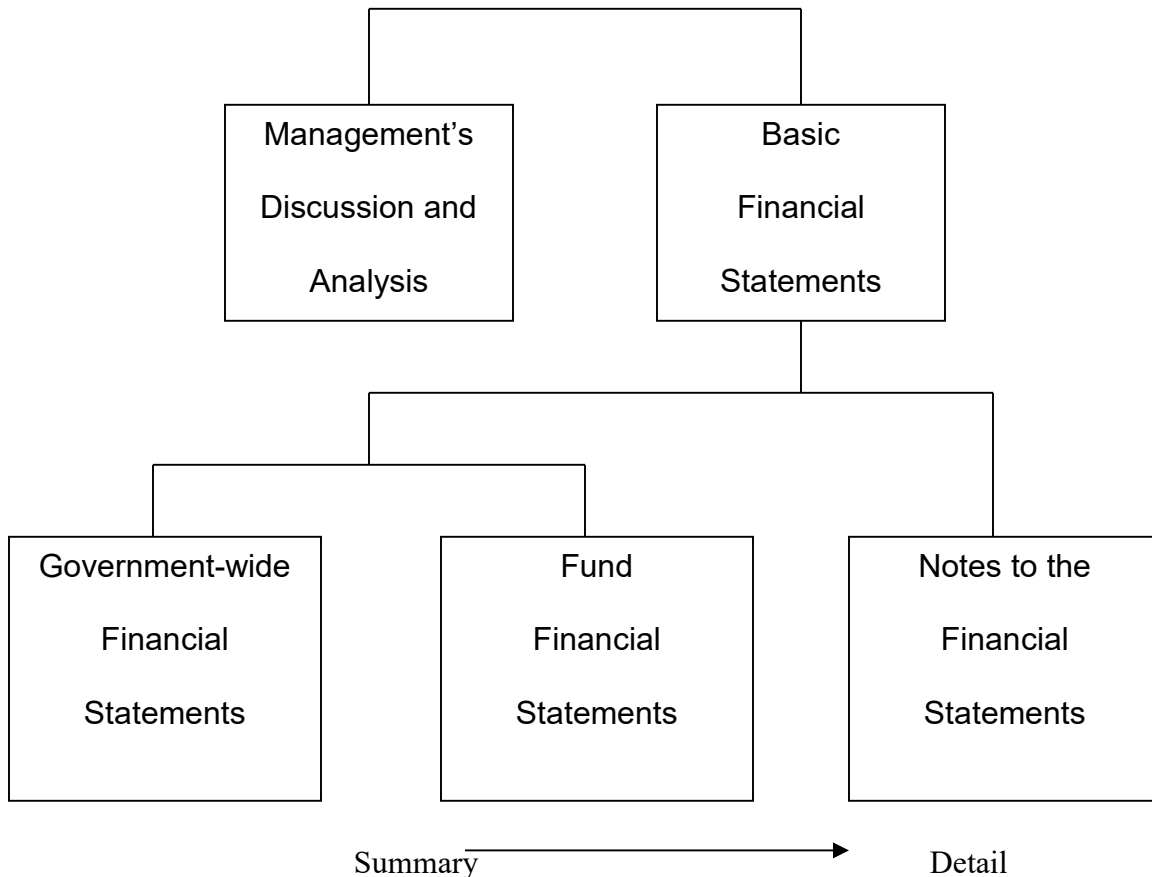 Management’s
Discussion and
Analysis
Basic
Financial
Statements
Government-wide
Financial
Statements
Fund
Financial
Statements
Notes to the
Financial
Statements
Summary
Detail